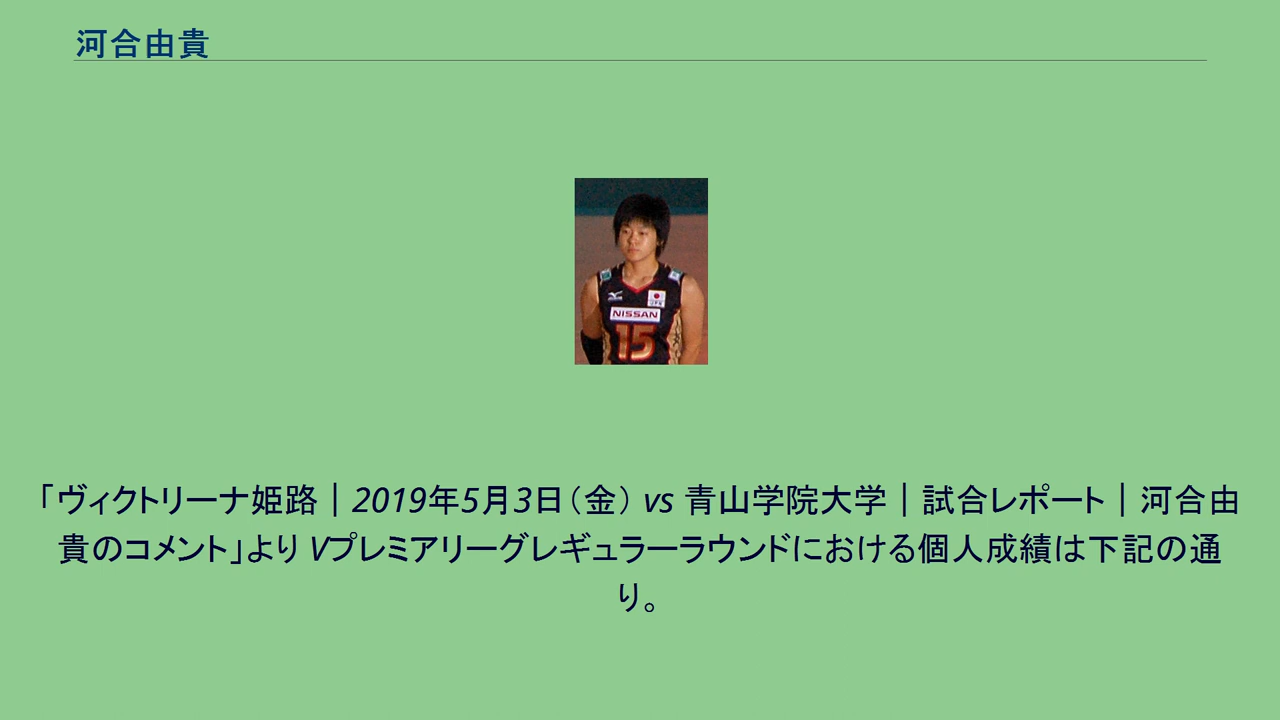 河合由貴
NISSAN
15
「ヴィクトリーナ姫路｜2019年5月3日（金） vs 青山学院大学｜試合レポート｜河合由
貴のコメント」より Vプレミアリーグレギュラーラウンドにおける個人成績は下記の通
り。